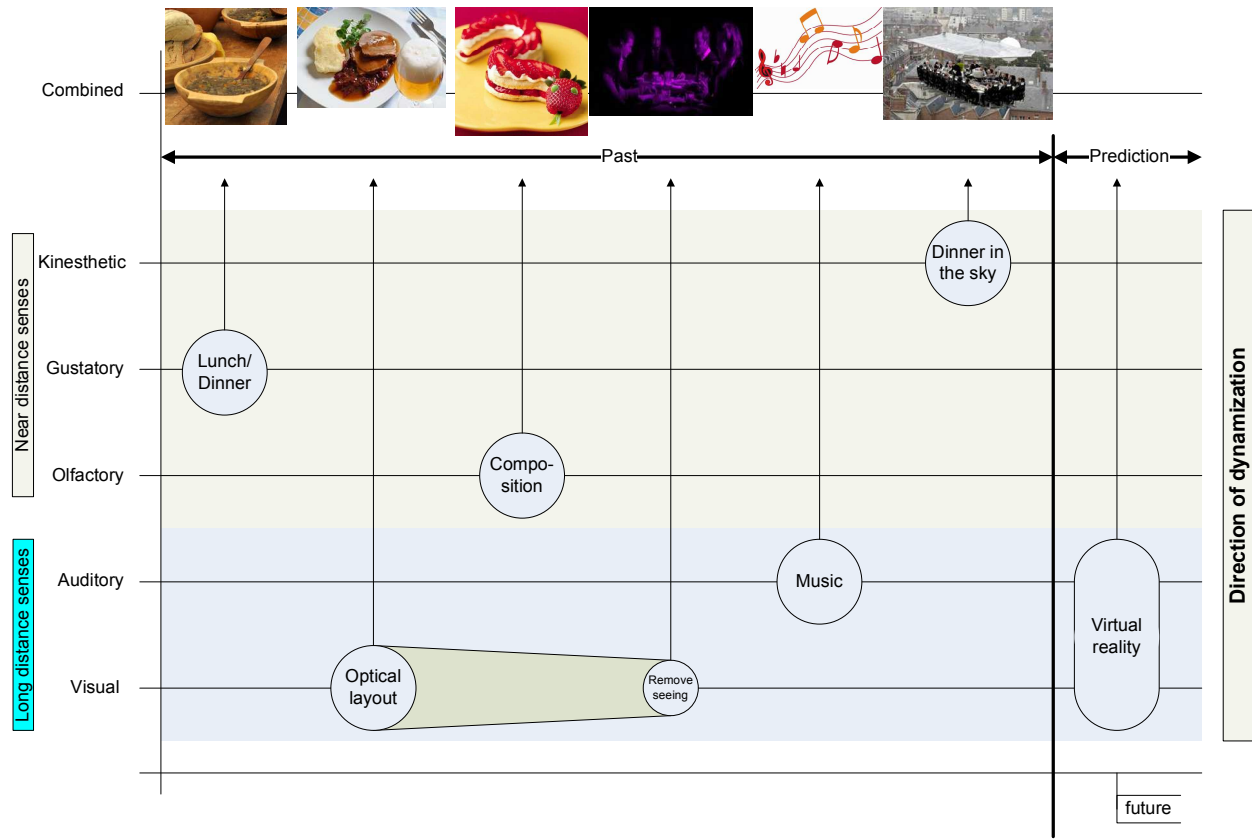 Combined
Past
Prediction
Near distance senses
Kinesthetic
Dinner in
the sky
Gustatory
Lunch/
Dinner
Olfactory
Compo-
sition
Direction of dynamization
Long distance senses
Auditory
Music
Virtual
reality
Visual
Optical
layout
Remove
seeing
future